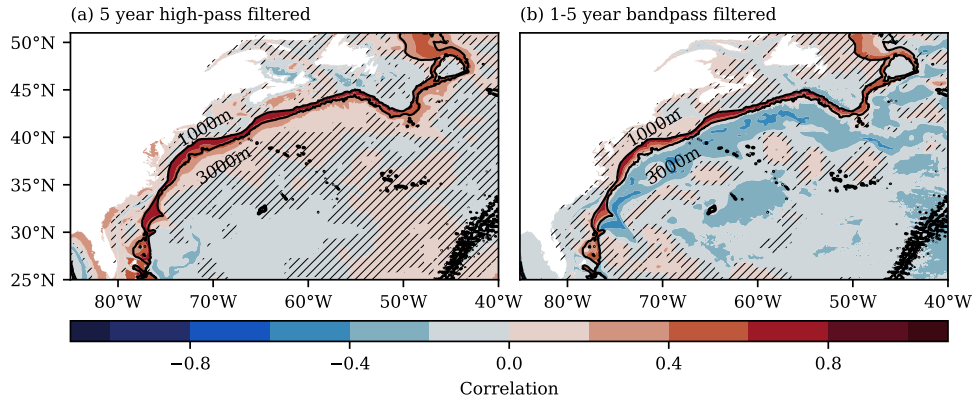 (a) 5 year high-pass filtered
(b) 1-5 year bandpass filtered
50°N
45°N
40°N
35°N
30°N
25°N
1000m
3000m
1000m
3000m
80°W
70°W
60°W
50°W
40°W
80°W
70°W
60°W
50°W
40°W
−0.8
−0.4
0.0
0.4
0.8
Correlation